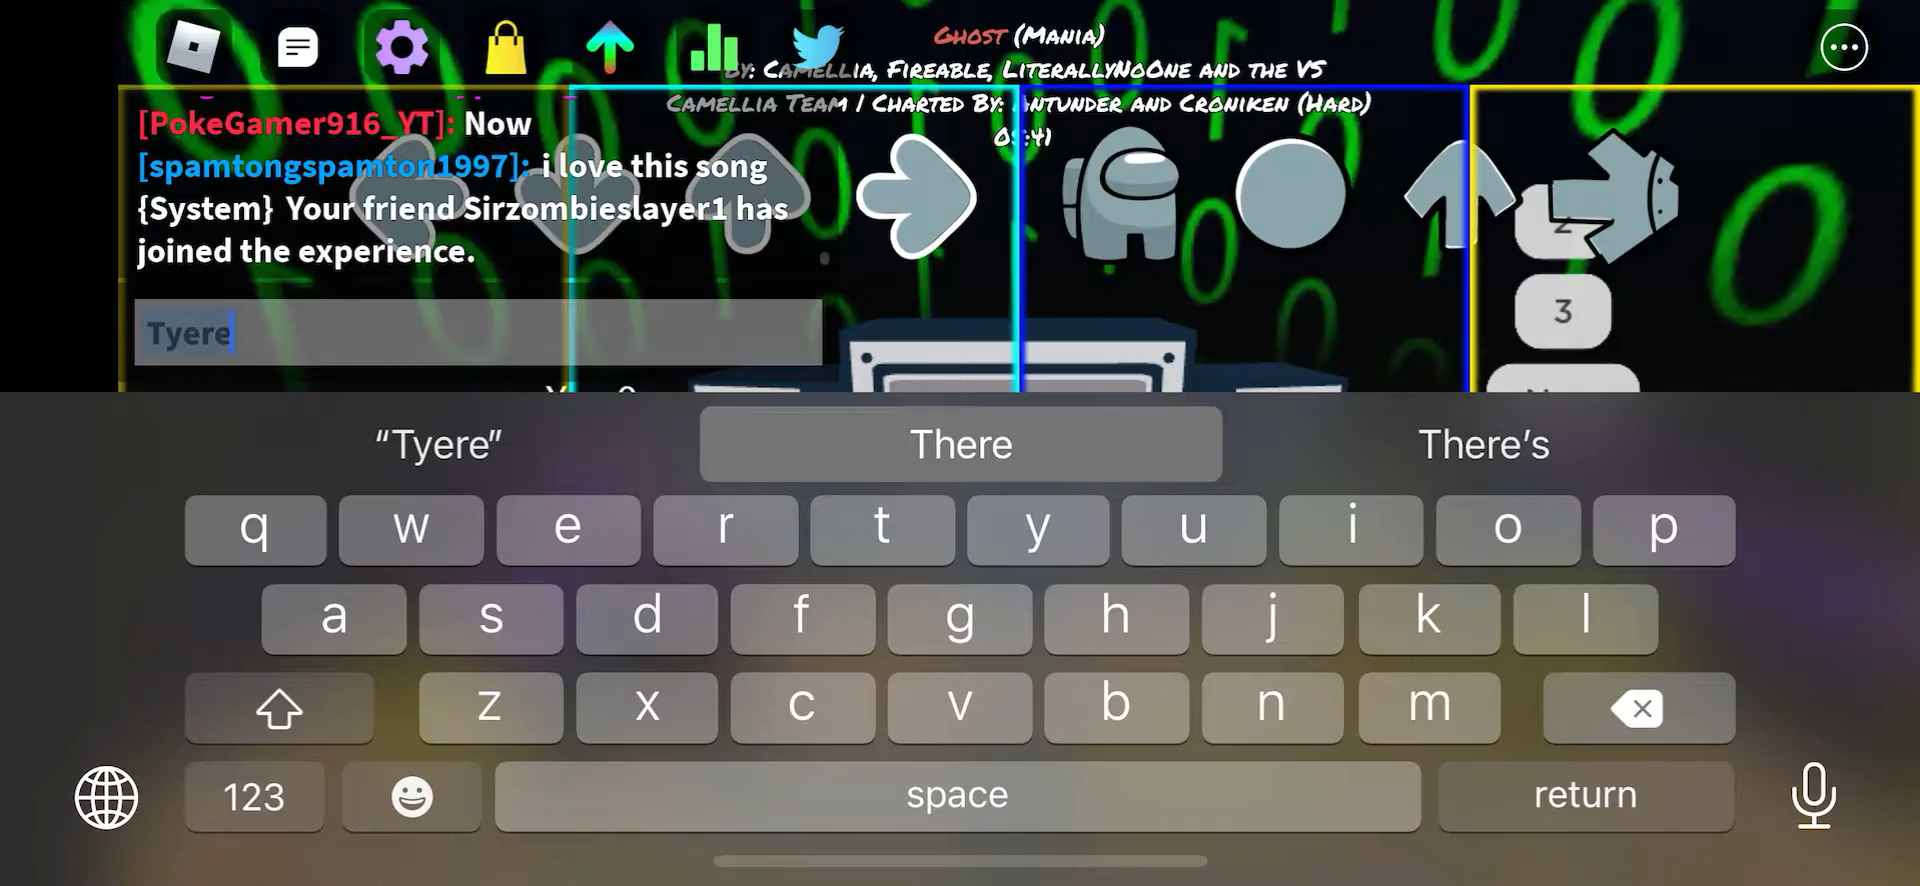 Ghost (Mania)
By: Camellia, Fireable, LiterallyNoOne and the VS
Camellia Team / Charted By: Antunder and Croniken (Hard)
[PokeGamer916_YT]: Now
[spamtongspamton1997]: i love this song
{System} Your friend Sirzombieslayer1 has
joined the experience.
2
3
Tyere
“Tyere” There There’s
q w e r t y u i o p
a s d f g h j k l
z x c v b n m
123 space return